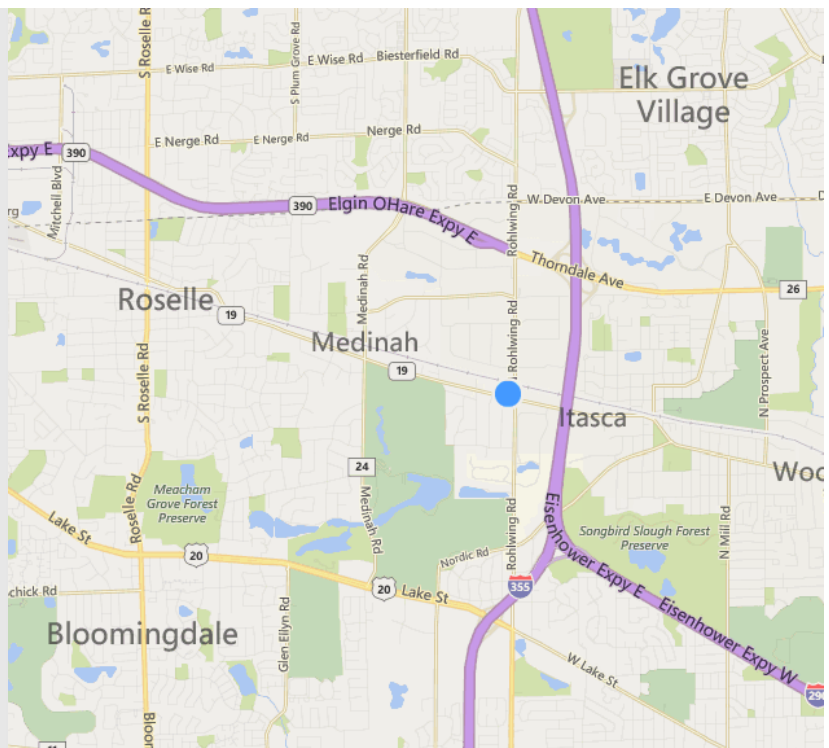 S Roselle Rd
E Wise Rd
S Plum Grove Rd
E Wise Rd
Biesterfield Rd
Elk Grove
Village
E Nerge Rd
E Nerge Rd
Nerge Rd
Expy E
390
Mitchell Blvd
390
Elgin OHare Expy E
Rohlwing Rd
W Devon Ave
E Devon Ave
Thorndale Ave
26
Medinah Rd
Roselle
19
Rohlwing Rd
Medinah
19
N Prospect Ave
S Roselle Rd
Itasca
24
Meacham
Grove Forest
Preserve
Roselle Rd
Medinah Rd
Rohlwing Rd
Eisenhower Expy E
Songbird Slough Forest
Preserve
N Mill Rd
Lake St
20
Nordic Rd
355
20
Lake St
Eisenhower Expy W
Glen Ellyn Rd
Bloomingdale
W Lake St
290